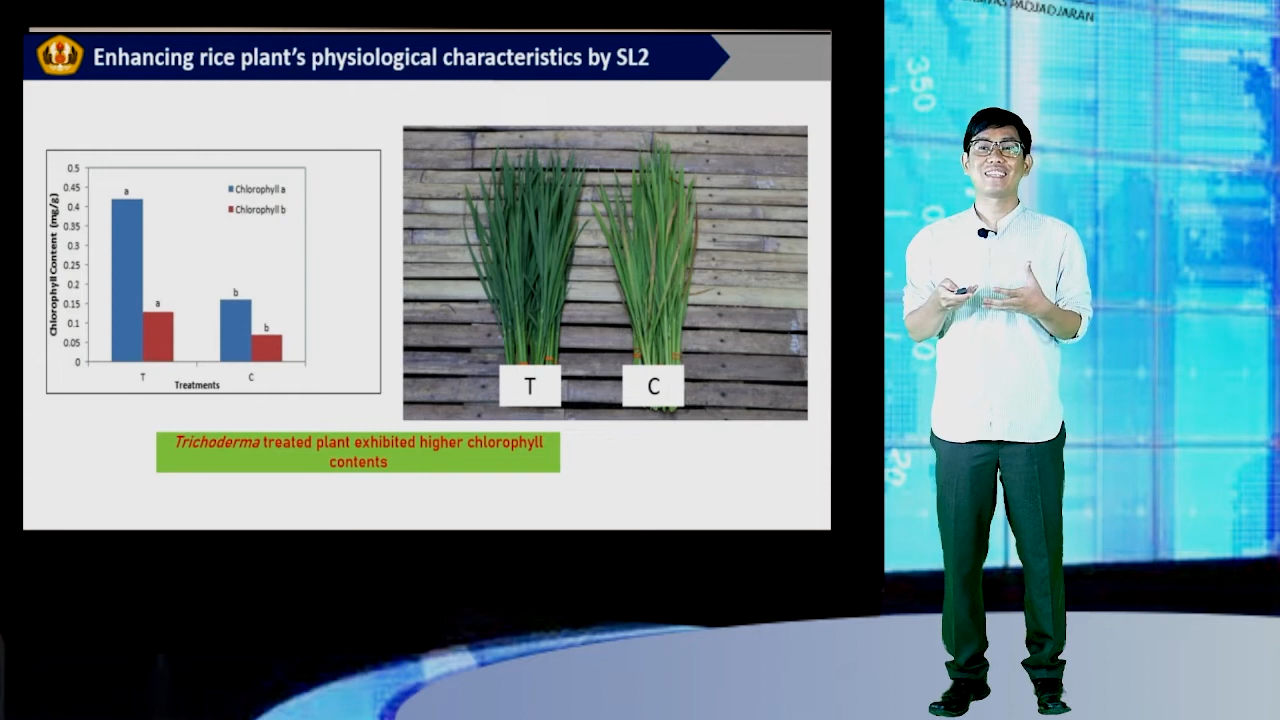 PADJADJARAN
350
20
Enhancing rice plant's physiological characteristics by SL2
0.5
0.45
0.4
0.35
0.3
0.25
0.2
0.15
0.1
0.05
0
Chlorophyll Content (mg/g)
a
a
b
b
Chlorophyll a
Chlorophyll b
T
C
Treatments
T
C
Trichoderma treated plant exhibited higher chlorophyll
contents